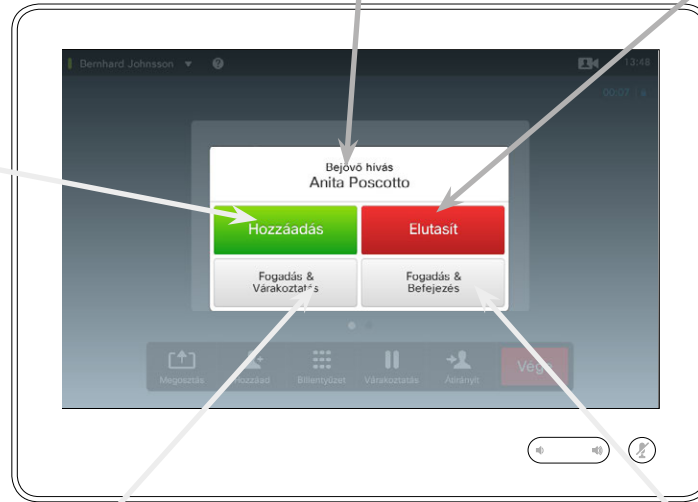 Bernhard Johnsson
13:48
00:07
Bejövő hívás
Anita Poscotto
Hozzáadás
Elutasít
Fogadás &
Várakoztatás
Fogadás &
Befejezés
Megosztás
Hozzáad
Billentyűzet
Várakoztatás
Átirányít
Vége